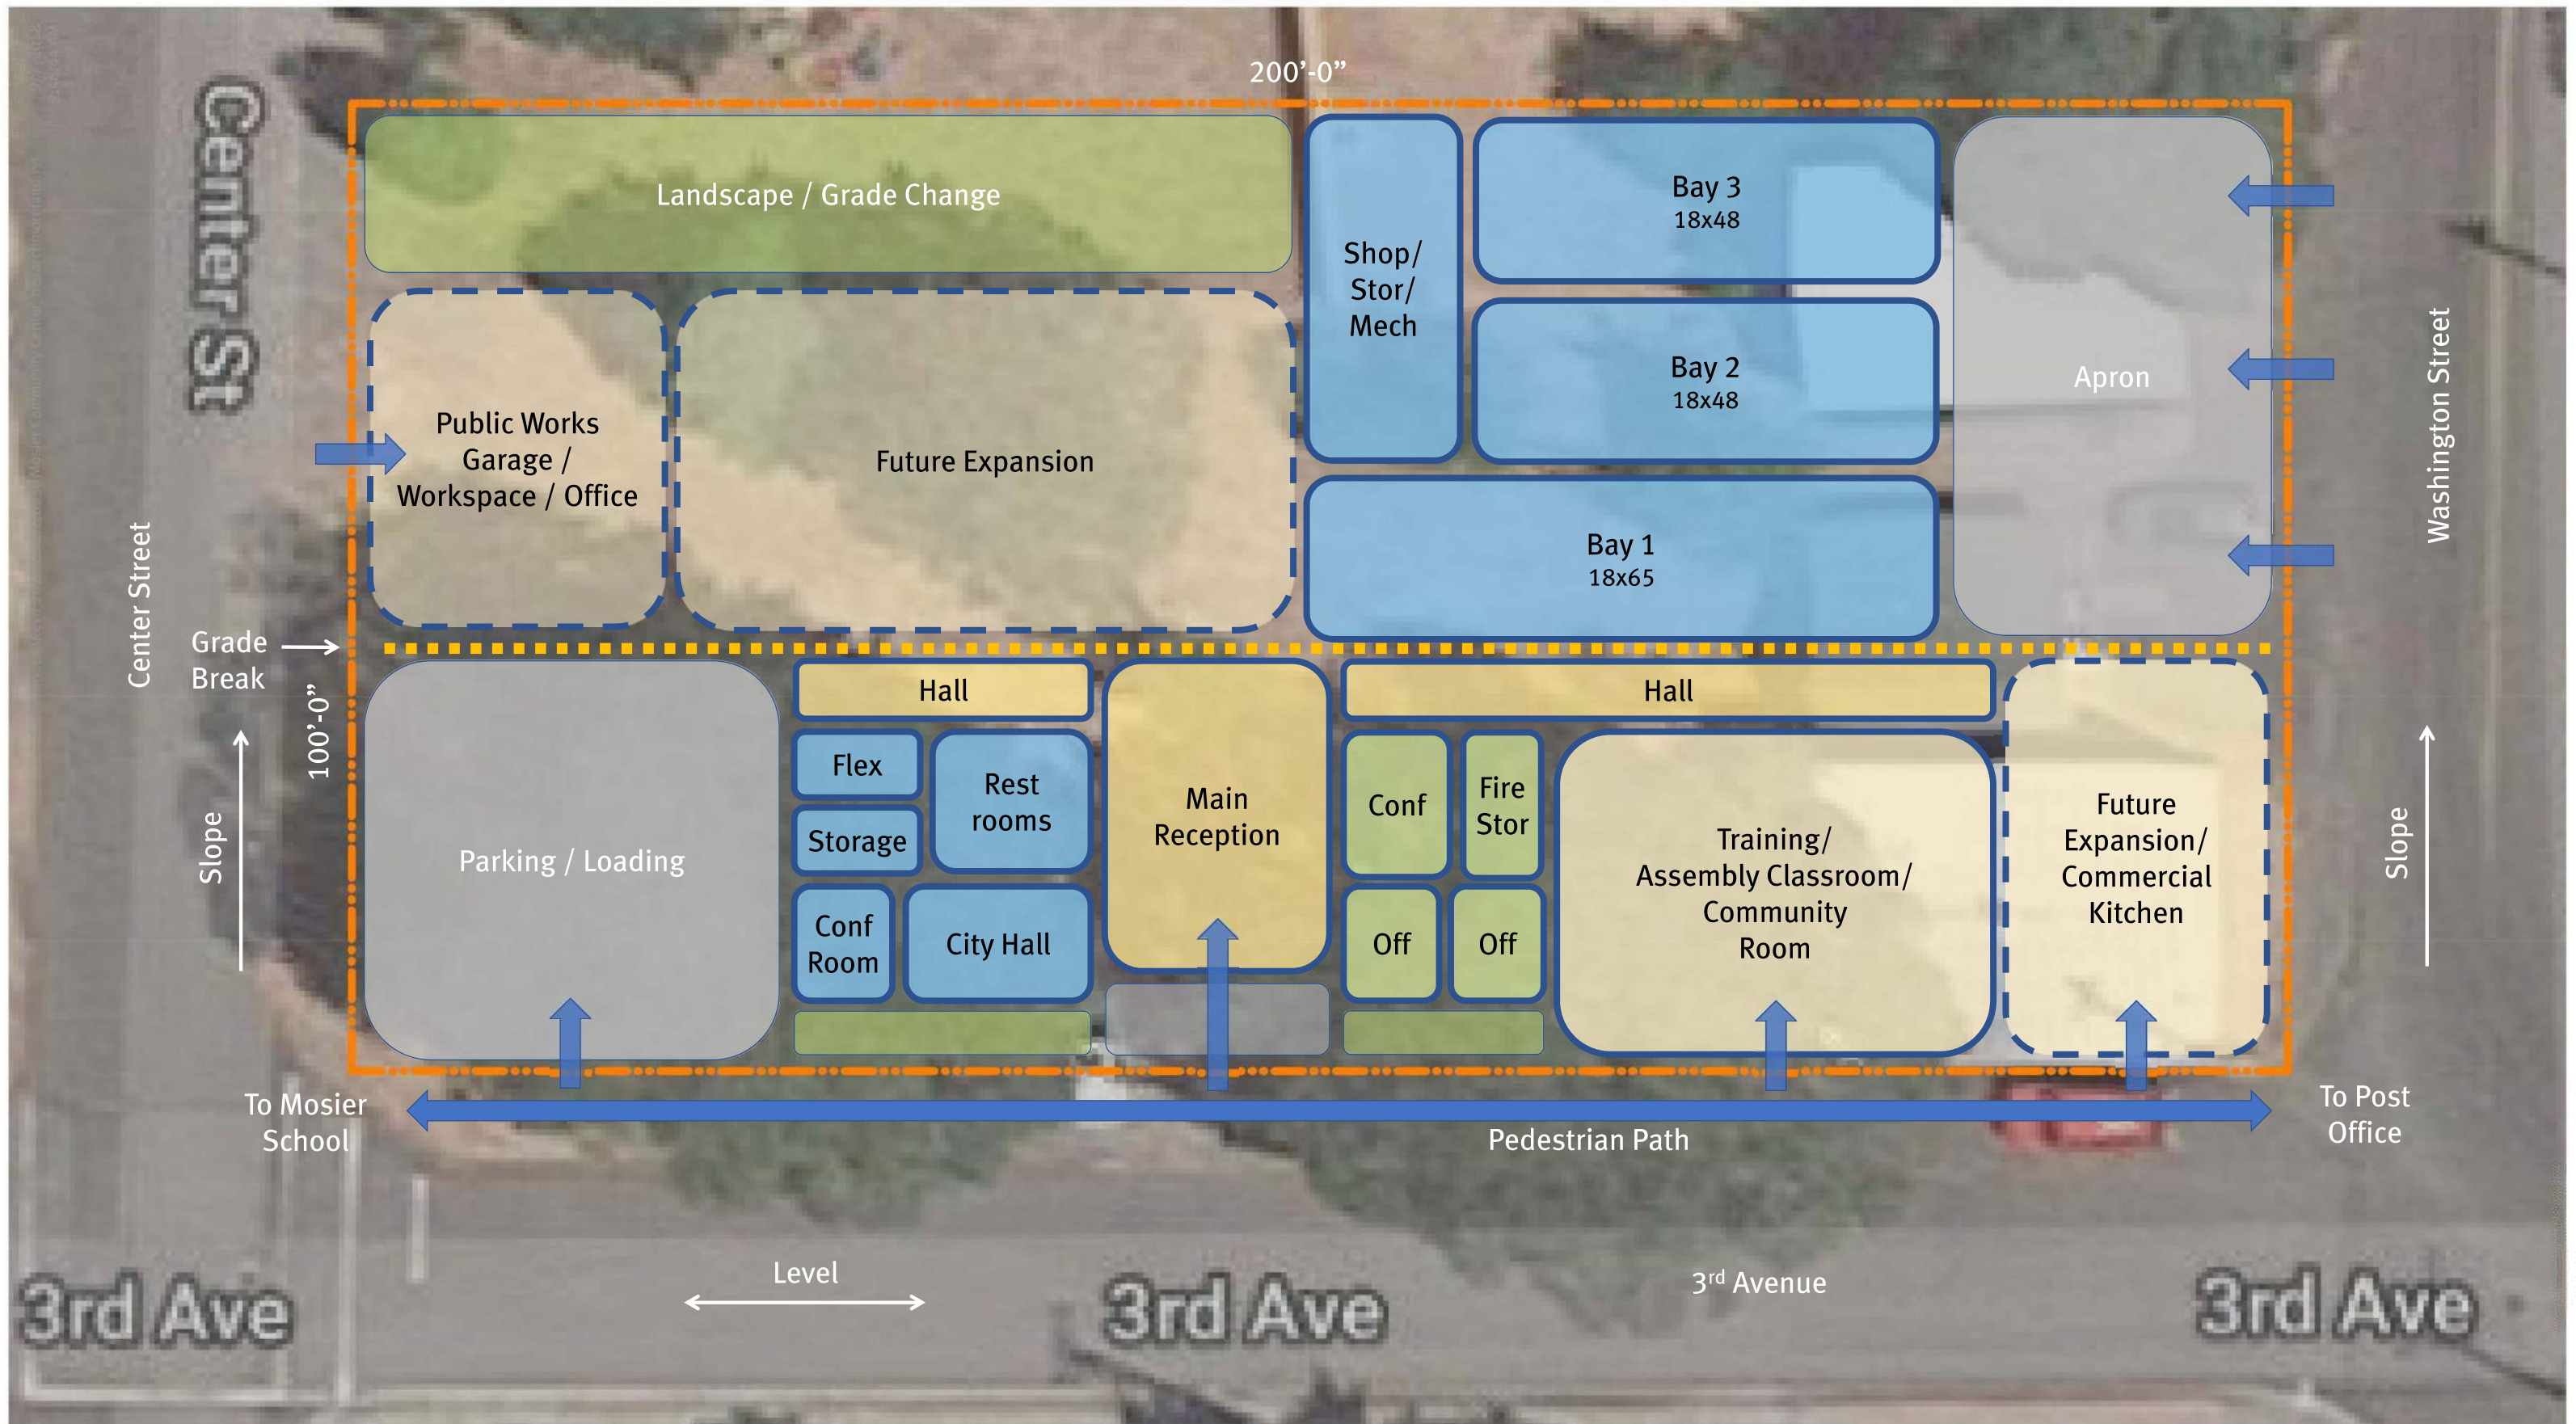 200’-0”
Center St
Landscape / Grade Change
Shop/
Stor/
Mech
Bay 3
18x48
Bay 2
18x48
Apron
Washington Street
Public Works
Garage /
Workspace / Office
Future Expansion
Bay 1
18x65
Center Street
Grade
Break
100’-0”
Slope
Parking / Loading
Hall
Flex
Storage
Rest
rooms
Conf
Room
City Hall
Main
Reception
Hall
Conf
Fire
Stor
Off
Off
Training/
Assembly Classroom/
Community
Room
Future
Expansion/
Commercial
Kitchen
Slope
To Mosier
School
Pedestrian Path
To Post
Office
Level
3rd Avenue
3rd Ave
3rd Ave
3rd Ave